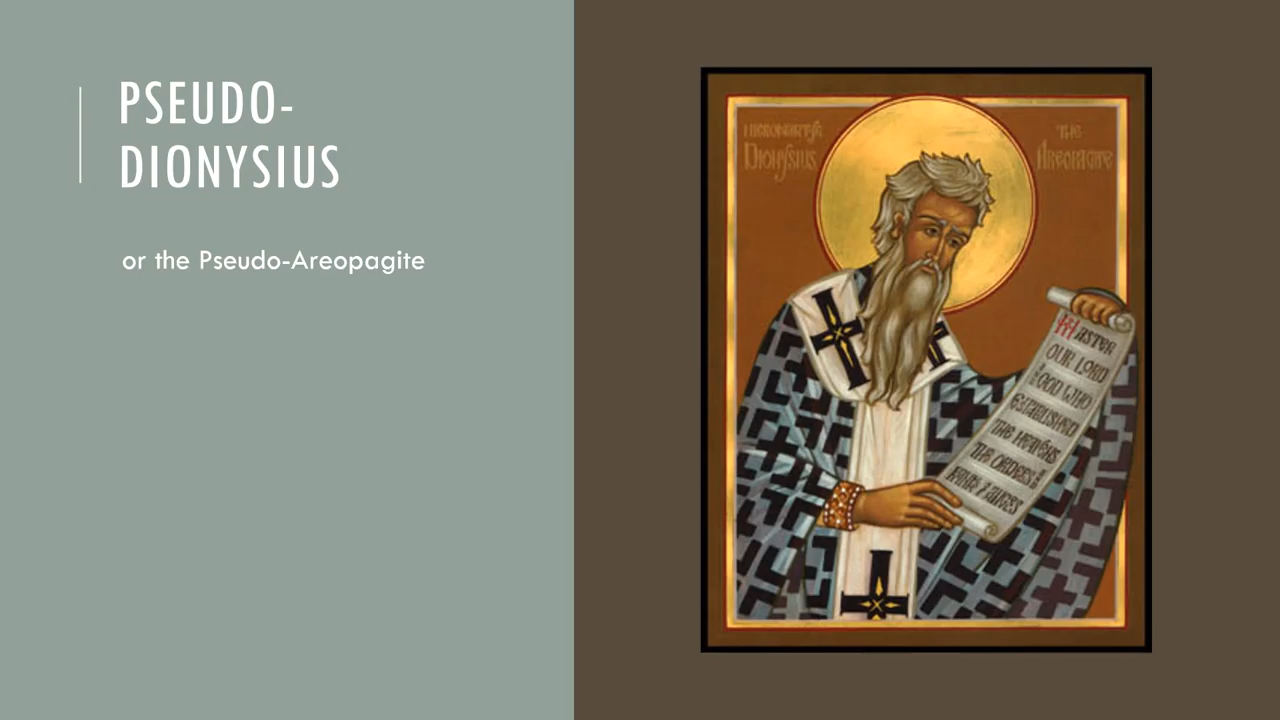 PSEUDO-
DIONYSIUS
or the Pseudo-Areopagite
Dionysius
THE
Areopagite
MASTER
OUR LORD
GOD WHO
ESTABLISHED
THE HEAVENS
THE ORDERS